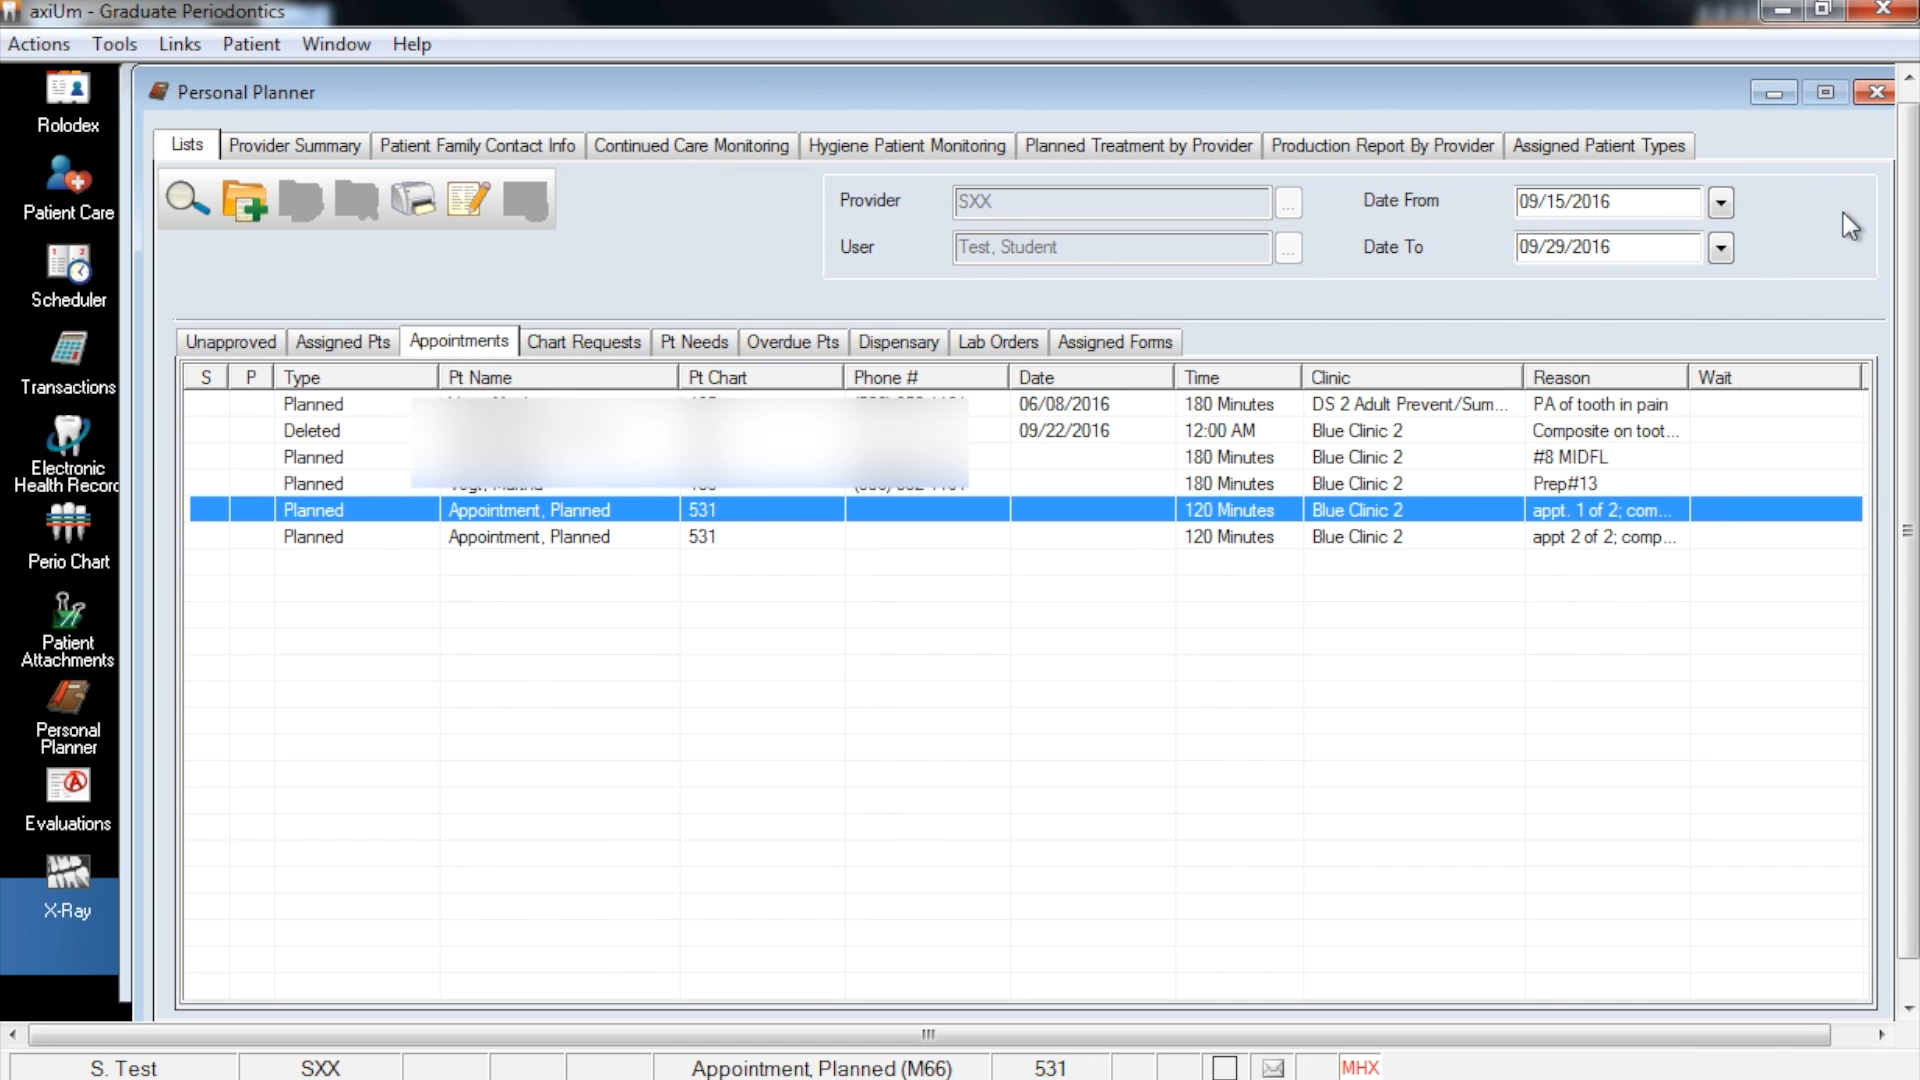 axiUm - Graduate Periodontics
Actions Tools Links Patient Window Help
Rolodex
Patient Care
Scheduler
Transactions
Electronic
Health Record
Perio Chart
Patient
Attachments
Personal
Planner
Evaluations
X-Ray
Personal Planner
Lists Provider Summary Patient Family Contact Info Continued Care Monitoring Hygiene Patient Monitoring Planned Treatment by Provider Production Report By Provider Assigned Patient Types
Provider SXX ... Date From 09/15/2016
User Test, Student ... Date To 09/29/2016
Unapproved Assigned Pts Appointments Chart Requests Pt Needs Overdue Pts Dispensary Lab Orders Assigned Forms
S P Type Pt Name Pt Chart Phone # Date Time Clinic Reason Wait
Planned 06/08/2016 180 Minutes DS 2 Adult Prevent/Sum... PA of tooth in pain
Deleted 09/22/2016 12:00 AM Blue Clinic 2 Composite on toot...
Planned 180 Minutes Blue Clinic 2 #8 MIDFL
Planned 180 Minutes Blue Clinic 2 Prep#13
Planned Appointment, Planned 531 120 Minutes Blue Clinic 2 appt. 1 of 2; com...
Planned Appointment, Planned 531 120 Minutes Blue Clinic 2 appt 2 of 2; comp...
S. Test SXX Appointment, Planned (M66) 531 MHX